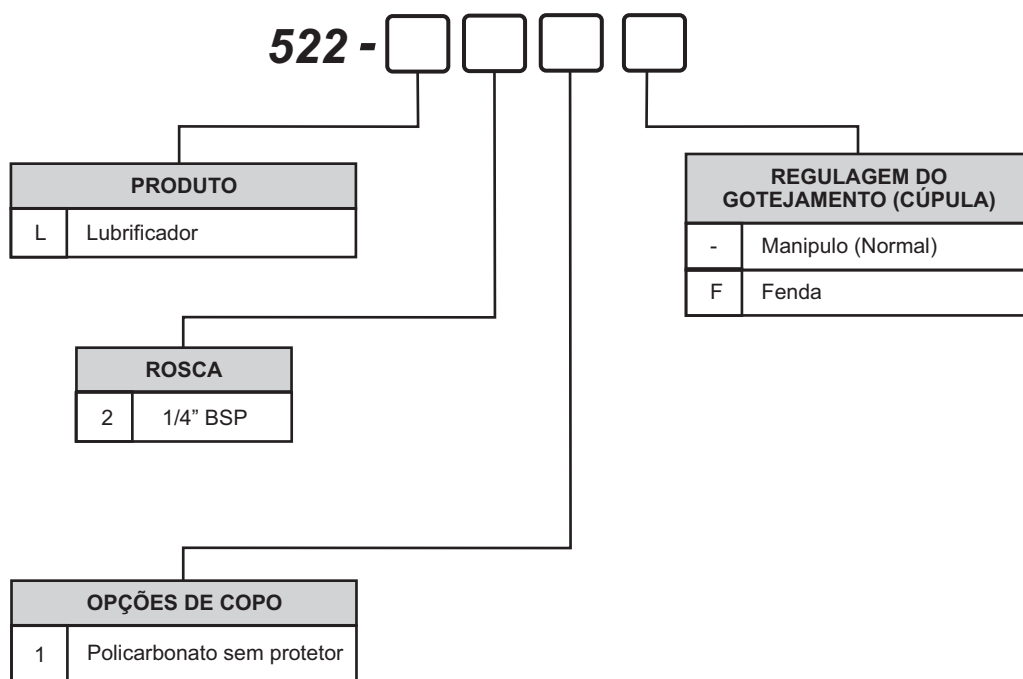 522 -
PRODUTO
L Lubrificador
ROSCA
2 1/4” BSP
OPÇÕES DE COPO
1 Policarbonato sem protetor
REGULAGEM DO
GOTEJAMENTO (CÚPULA)
- Manipulo (Normal)
F Fenda